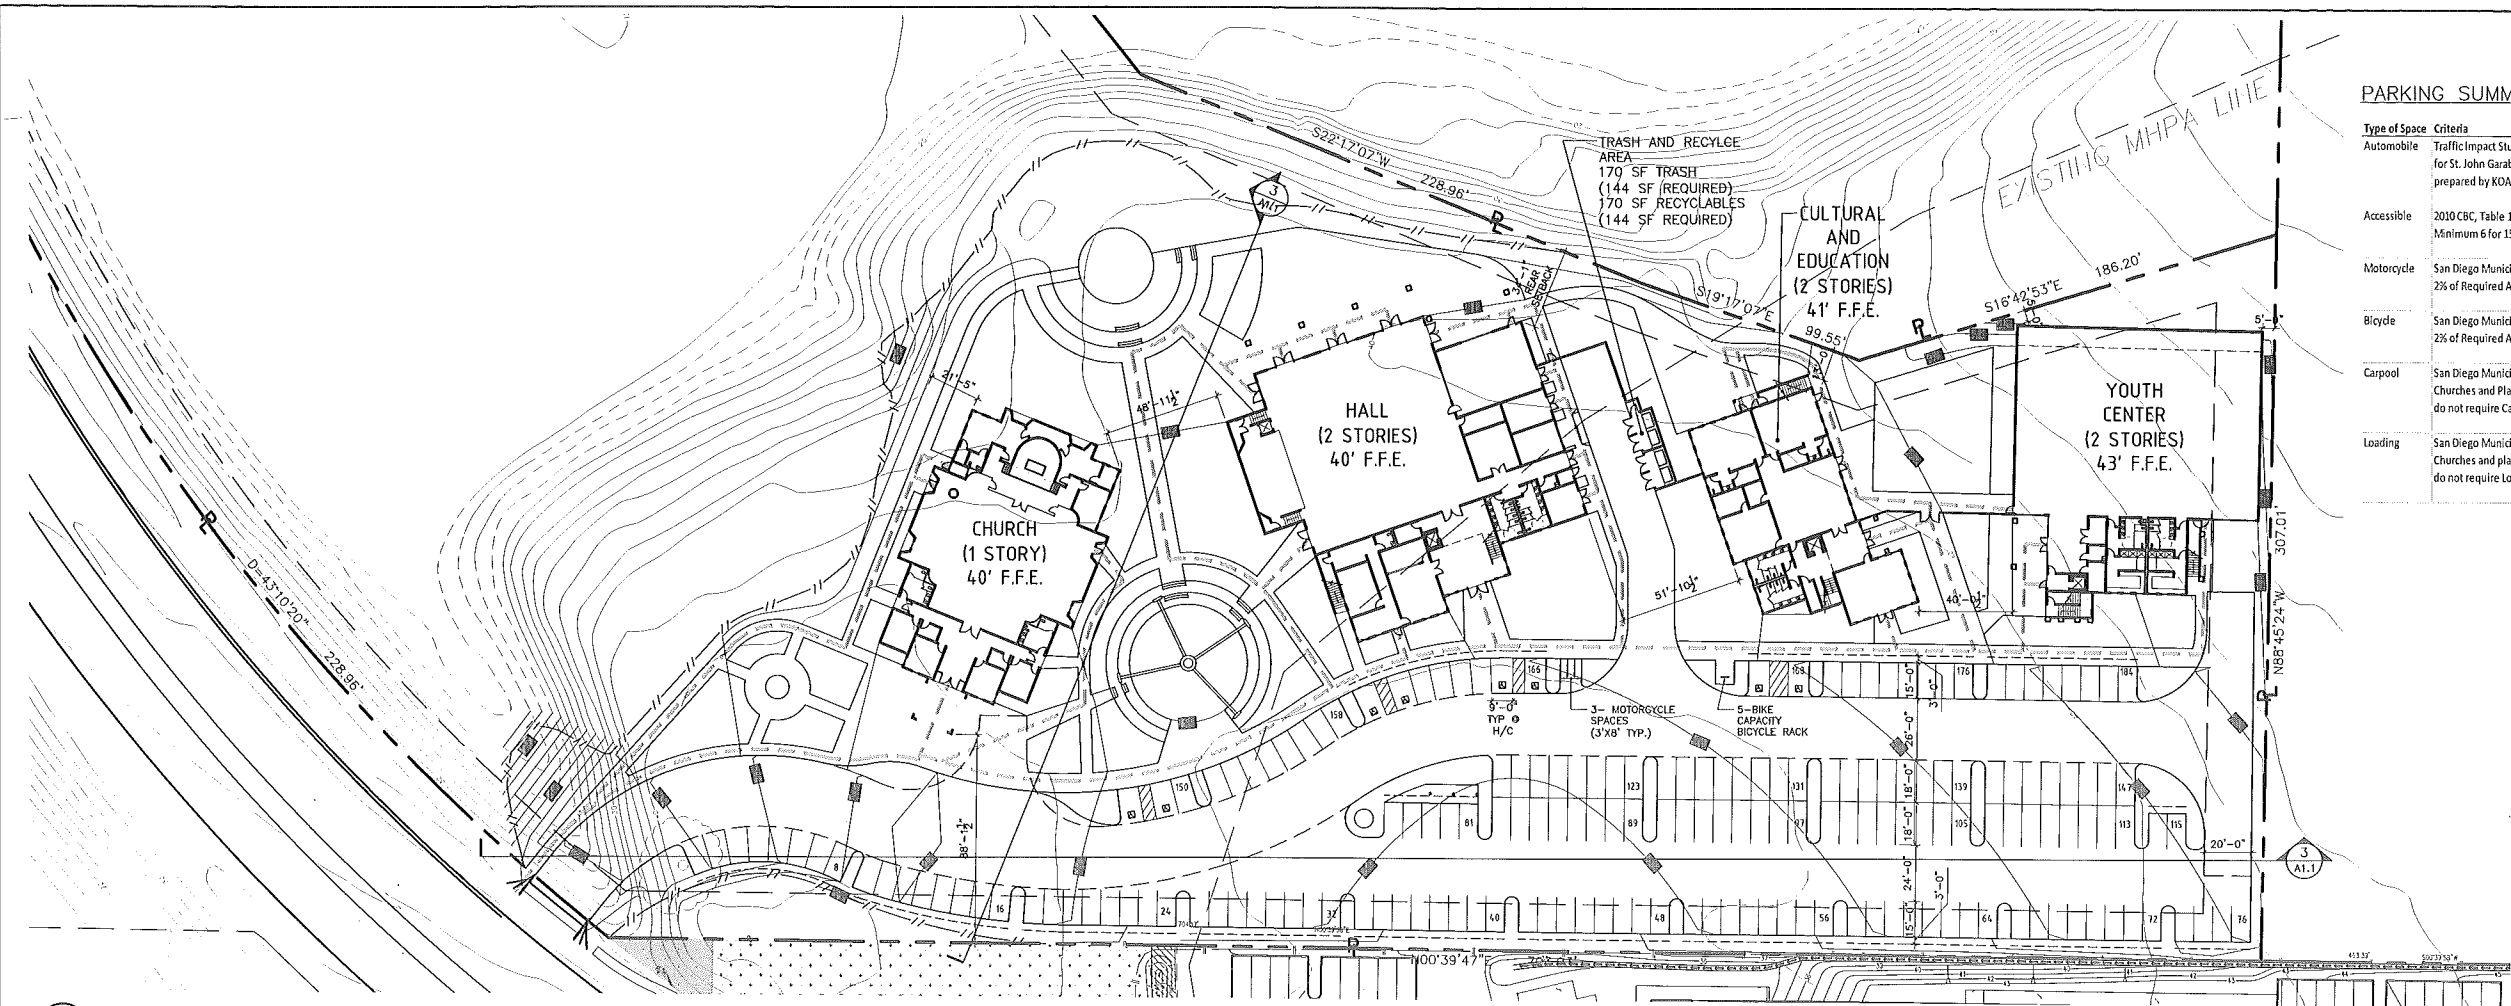 PARKING SUMM
Type of Space Criteria
Automobile Traffic Impact Stu
for St. John Garab
prepared by KOA
Accessible 2010 CBC, Table 1
Minimum 6 for 15
Motorcycle San Diego Munici
2% of Required A
Bicycle San Diego Munici
2% of Required A
Carpool San Diego Munici
Churches and Pla
do not require Ca
Loading San Diego Munici
Churches and pla
do not require Lo
EXISTING MHPA LINE
S22°17'07"W
228.96'
TRASH AND RECYLCE
AREA
170 SF TRASH
(144 SF REQUIRED)
170 SF RECYCLABLES
(144 SF REQUIRED)
CULTURAL
AND
EDUCATION
(2 STORIES)
41' F.F.E.
3
REAR
SETBACK
S19°17'07"E
99.55'
S16°42'53"E
186.20'
5'-0"
21'-5"
48'-11½"
HALL
(2 STORIES)
40' F.F.E.
YOUTH
CENTER
(2 STORIES)
43' F.F.E.
CHURCH
(1 STORY)
40' F.F.E.
D=43°10'20"
228.96'
307.01'
N88°45'24"W
51'-10½"
40'-0½"
166
169
176
184
15'-0"
3'-0"
158
9'-0"
TYP @
H/C
3- MOTORCYCLE
SPACES
(3'X8' TYP.)
5-BIKE
CAPACITY
BICYCLE RACK
26'-0"
150
123
131
139
147
18'-0"
81
89
97
105
113
115
18'-0"
38'-1½"
20'-0"
3
A1.1
8
24'-0"
3'-0"
16
24
32
40
48
56
64
72
76
15'-0"
N00°39'47"E